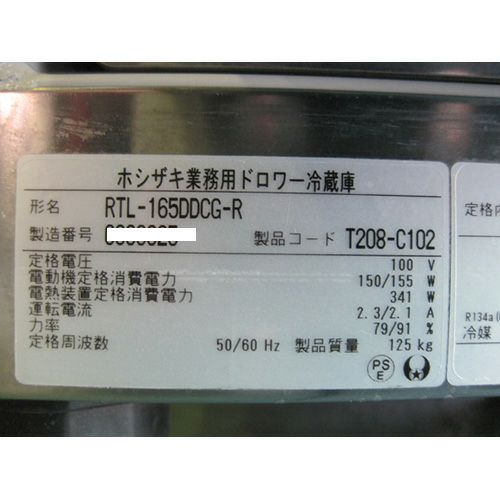 ホシザキ業務用ドロワー冷蔵庫
形名 RTL-165DDCG-R
製造番号 製品コード T208-C102
定格電圧 100 V
電動機定格消費電力 150/155 W
電熱装置定格消費電力 341 W
運転電流 2.3/2.1 A
力率 79/91 %
定格周波数 50/60 Hz 製品質量 125 kg
PS
E
定格内
R134a(
冷媒